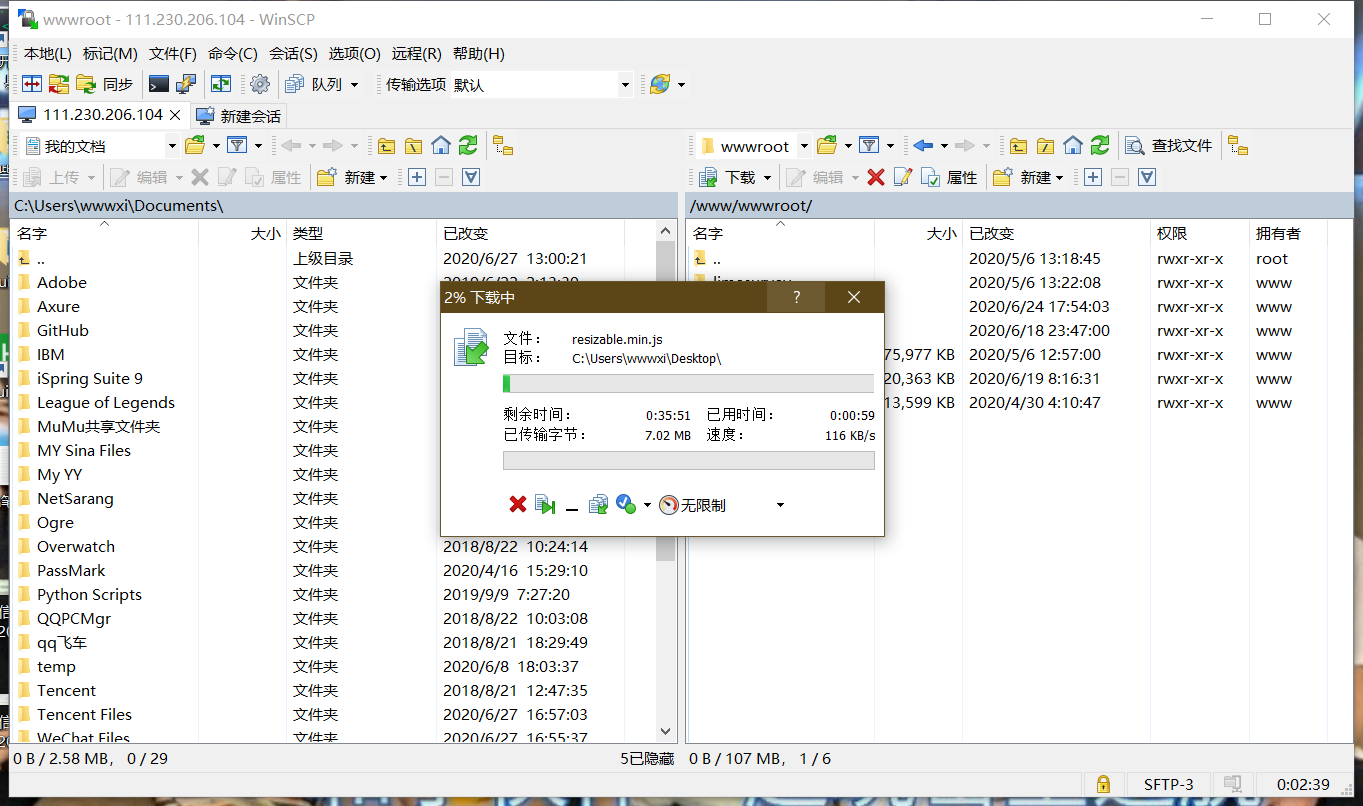 wwwroot - 111.230.206.104 - WinSCP
本地(L) 标记(M) 文件(F) 命令(C) 会话(S) 选项(O) 远程(R) 帮助(H)
同步 队列 传输选项 默认
111.230.206.104 新建会话
我的文档 wwwroot 查找文件
上传 编辑 属性 新建 下载 编辑 属性 新建
C:\Users\wwwxi\Documents\ /www/wwwroot/
名字 大小 类型 已改变 名字 大小 已改变 权限 拥有者
.. 上级目录 2020/6/27 13:00:21 .. 2020/5/6 13:18:45 rwxr-xr-x root
Adobe 文件夹 2020/5/6 13:22:08 rwxr-xr-x www
Axure 文件夹 2020/6/24 17:54:03 rwxr-xr-x www
GitHub 文件夹 2020/6/18 23:47:00 rwxr-xr-x www
IBM 文件夹 75,977 KB 2020/5/6 12:57:00 rwxr-xr-x www
iSpring Suite 9 文件夹 20,363 KB 2020/6/19 8:16:31 rwxr-xr-x www
League of Legends 文件夹 13,599 KB 2020/4/30 4:10:47 rwxr-xr-x www
MuMu共享文件夹 文件夹
MY Sina Files 文件夹
My YY 文件夹
NetSarang 文件夹
Ogre 文件夹
Overwatch 文件夹 2018/8/22 10:24:14
PassMark 文件夹 2020/4/16 15:29:10
Python Scripts 文件夹 2019/9/9 7:27:20
QQPCMgr 文件夹 2018/8/22 10:03:08
qq飞车 文件夹 2018/8/21 18:29:49
temp 文件夹 2020/6/8 18:03:37
Tencent 文件夹 2018/8/21 12:47:35
Tencent Files 文件夹 2020/6/27 16:57:03
WeChat Files 文件夹 2020/6/27 16:55:37
2% 下载中 ?
文件： resizable.min.js
目标： C:\Users\wwwxi\Desktop\
剩余时间： 0:35:51 已用时间： 0:00:59
已传输字节： 7.02 MB 速度： 116 KB/s
无限制
0 B / 2.58 MB， 0 / 29 5已隐藏 0 B / 107 MB， 1 / 6
SFTP-3 0:02:39